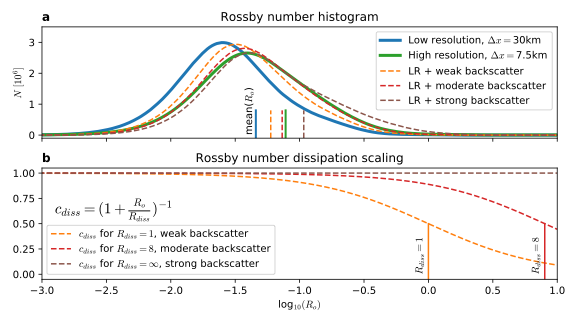 a
Rossby number histogram
3
2
1
0
N [10⁶]
mean(Rₒ)
Low resolution, Δx = 30km
High resolution, Δx = 7.5km
LR + weak backscatter
LR + moderate backscatter
LR + strong backscatter
b
Rossby number dissipation scaling
1.00
0.75
0.50
0.25
0.00
c_diss = (1 + R_o/R_diss)^−1
c_diss for R_diss = 1, weak backscatter
c_diss for R_diss = 8, moderate backscatter
c_diss for R_diss = ∞, strong backscatter
R_diss = 1
R_diss = 8
−3.0 −2.5 −2.0 −1.5 −1.0 −0.5 0.0 0.5 1.0
log₁₀(Rₒ)